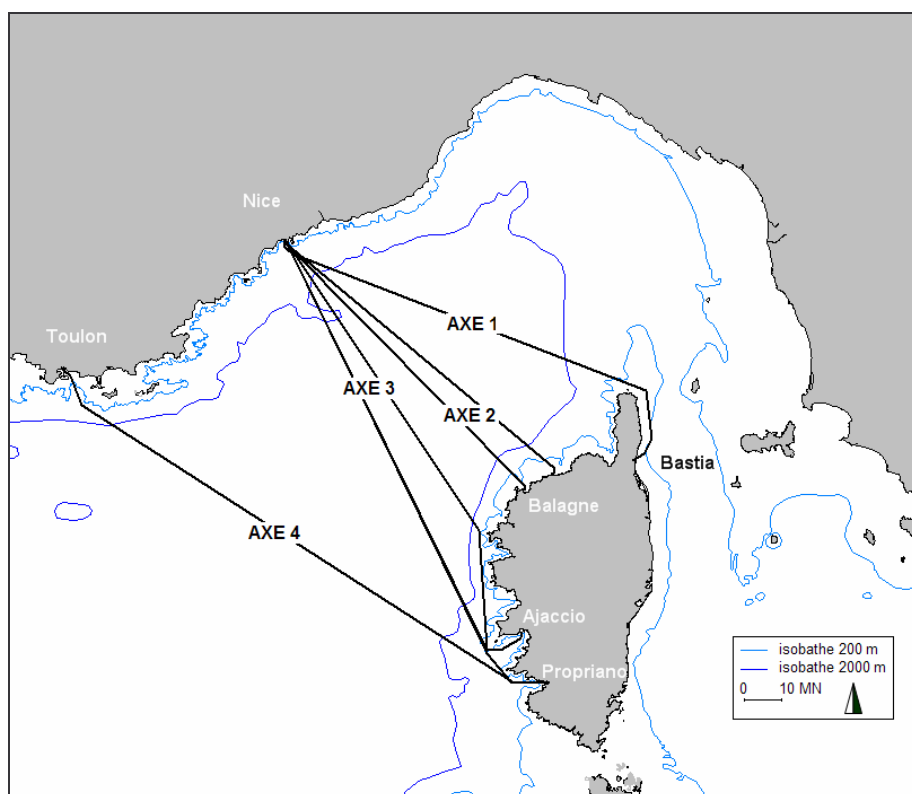 Nice
AXE 1
Toulon
AXE 3
AXE 2
Bastia
Balagne
AXE 4
Ajaccio
Propriano
isobathe 200 m
isobathe 2000 m
0 10 MN